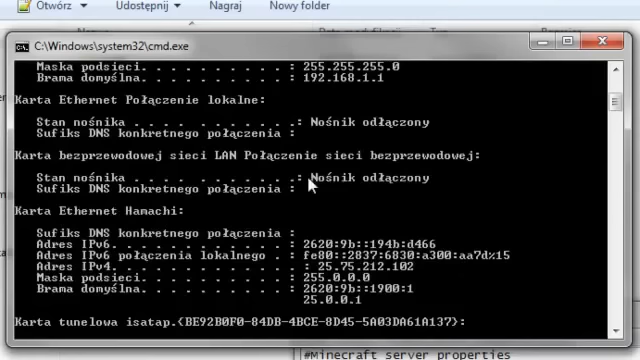 Otwórz Udostępnij Nagraj Nowy folder
C:\Windows\system32\cmd.exe
Maska podsieci. . . . . . . . . . . : 255.255.255.0
Brama domyślna. . . . . . . . . . . : 192.168.1.1
Karta Ethernet Połączenie lokalne:
Stan nośnika . . . . . . . . . . . .: Nośnik odłączony
Sufiks DNS konkretnego połączenia :
Karta bezprzewodowej sieci LAN Połączenie sieci bezprzewodowej:
Stan nośnika . . . . . . . . . . . .: Nośnik odłączony
Sufiks DNS konkretnego połączenia :
Karta Ethernet Hamachi:
Sufiks DNS konkretnego połączenia :
Adres IPv6. . . . . . . . . . . . . : 2620:9b::194b:d466
Adres IPv6 połączenia lokalnego . : fe80::2837:6830:a300:aa7d%15
Adres IPv4. . . . . . . . . . . . . : 25.75.212.102
Maska podsieci. . . . . . . . . . . : 255.0.0.0
Brama domyślna. . . . . . . . . . . : 2620:9b::1900:1
25.0.0.1
Karta tunelowa isatap.{BE92B0F0-84DB-4BCE-8D45-5A03DA61A137}:
#Minecraft server properties